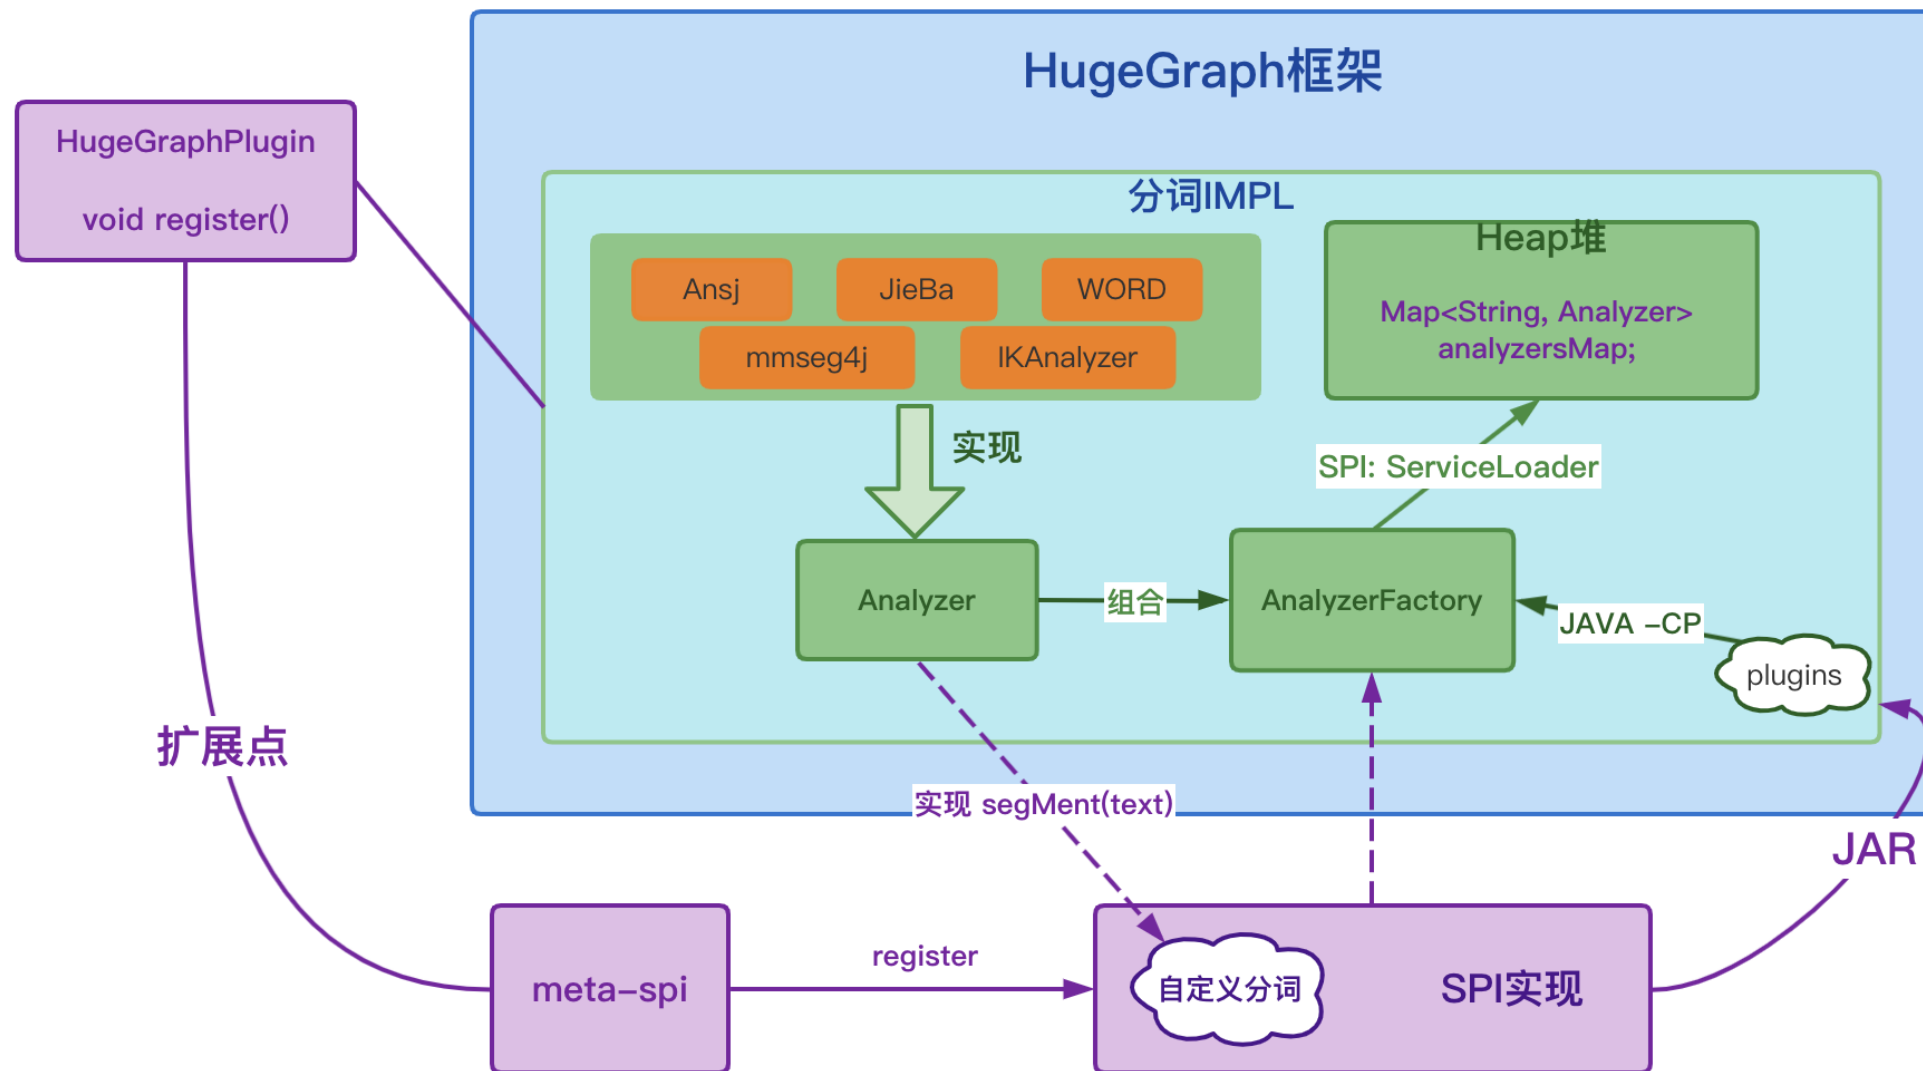 HugeGraph框架
HugeGraphPlugin
void register()
分词IMPL
Ansj
JieBa
WORD
mmseg4j
IKAnalyzer
Heap堆
Map<String, Analyzer>
analyzersMap;
实现
SPI: ServiceLoader
Analyzer
组合
AnalyzerFactory
JAVA -CP
plugins
扩展点
实现 segMent(text)
JAR
meta-spi
register
自定义分词
SPI实现